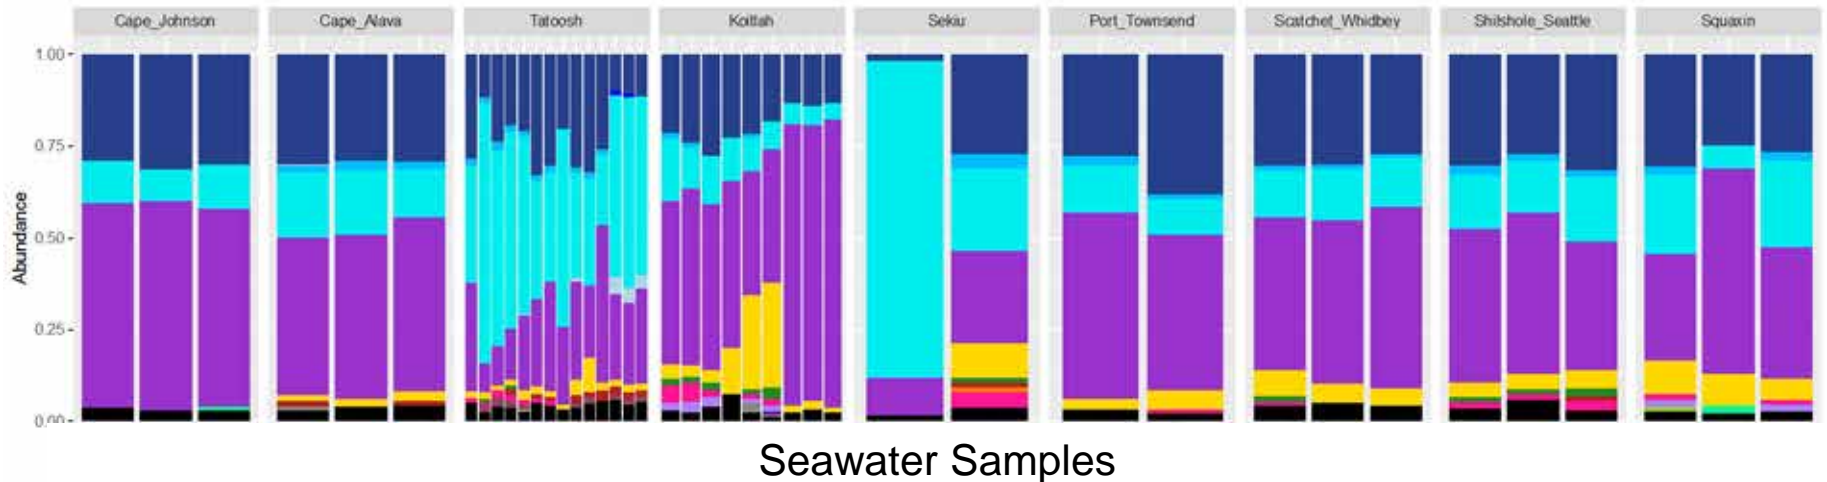 Cape_Johnson Cape_Alava Tatoosh Koitlah Sekiu Port_Townsend Scatchet_Whidbey Shilshole_Seattle Squaxin
1.00
0.75
0.50
0.25
0.00
Abundance
Seawater Samples